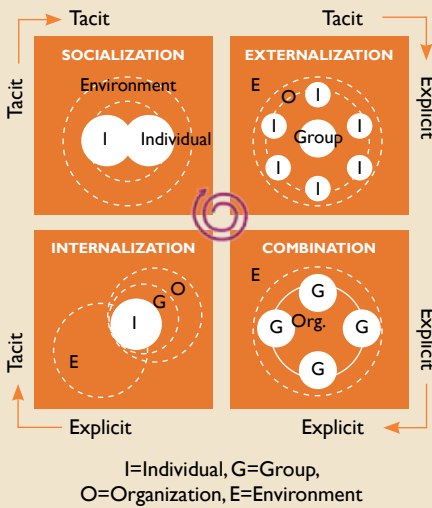 Tacit
Tacit
Tacit
Explicit
SOCIALIZATION
Environment
I
Individual
EXTERNALIZATION
E
O
I
I
I
Group
I
I
I
INTERNALIZATION
O
G
I
E
COMBINATION
E
G
Org.
G
G
G
Tacit
Explicit
Explicit
Explicit
I=Individual, G=Group,
O=Organization, E=Environment